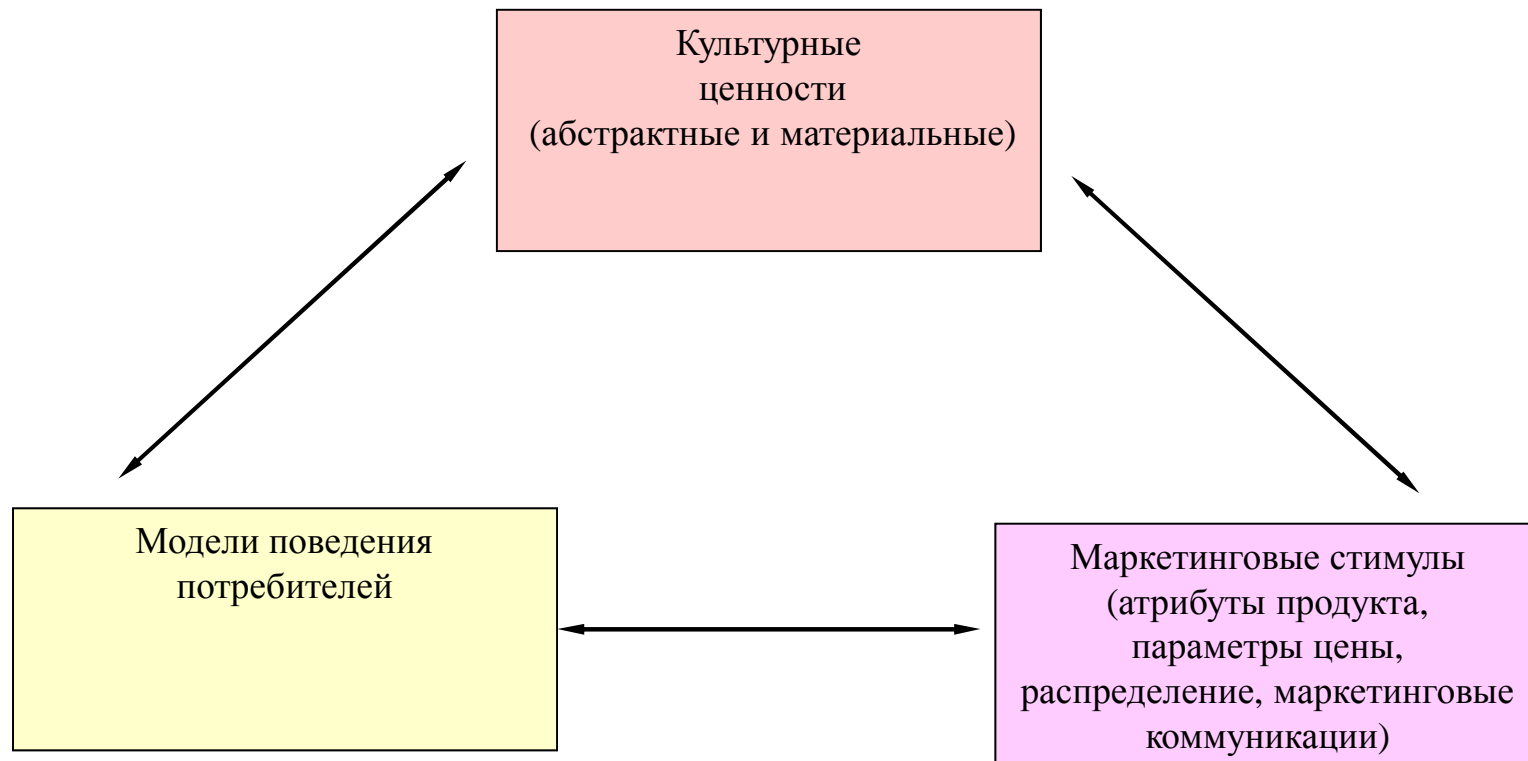 Культурные
ценности
(абстрактные и материальные)
Модели поведения
потребителей
Маркетинговые стимулы
(атрибуты продукта,
параметры цены,
распределение, маркетинговые
коммуникации)